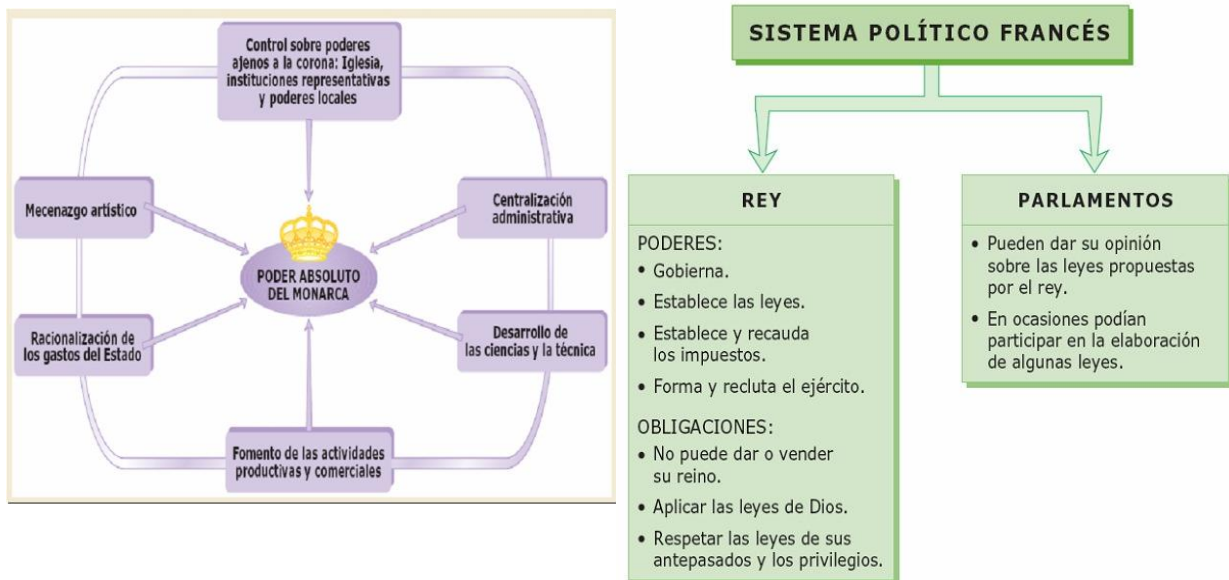 Control sobre poderes
ajenos a la corona: Iglesia,
instituciones representativas
y poderes locales
Mecenazgo artístico
Centralización
administrativa
PODER ABSOLUTO
DEL MONARCA
Racionalización de
los gastos del Estado
Desarrollo de
las ciencias y la técnica
Fomento de las actividades
productivas y comerciales
SISTEMA POLÍTICO FRANCÉS
REY
PODERES:
• Gobierna.
• Establece las leyes.
• Establece y recauda
los impuestos.
• Forma y recluta el ejército.
OBLIGACIONES:
• No puede dar o vender
su reino.
• Aplicar las leyes de Dios.
• Respetar las leyes de sus
antepasados y los privilegios.
PARLAMENTOS
• Pueden dar su opinión
sobre las leyes propuestas
por el rey.
• En ocasiones podían
participar en la elaboración
de algunas leyes.